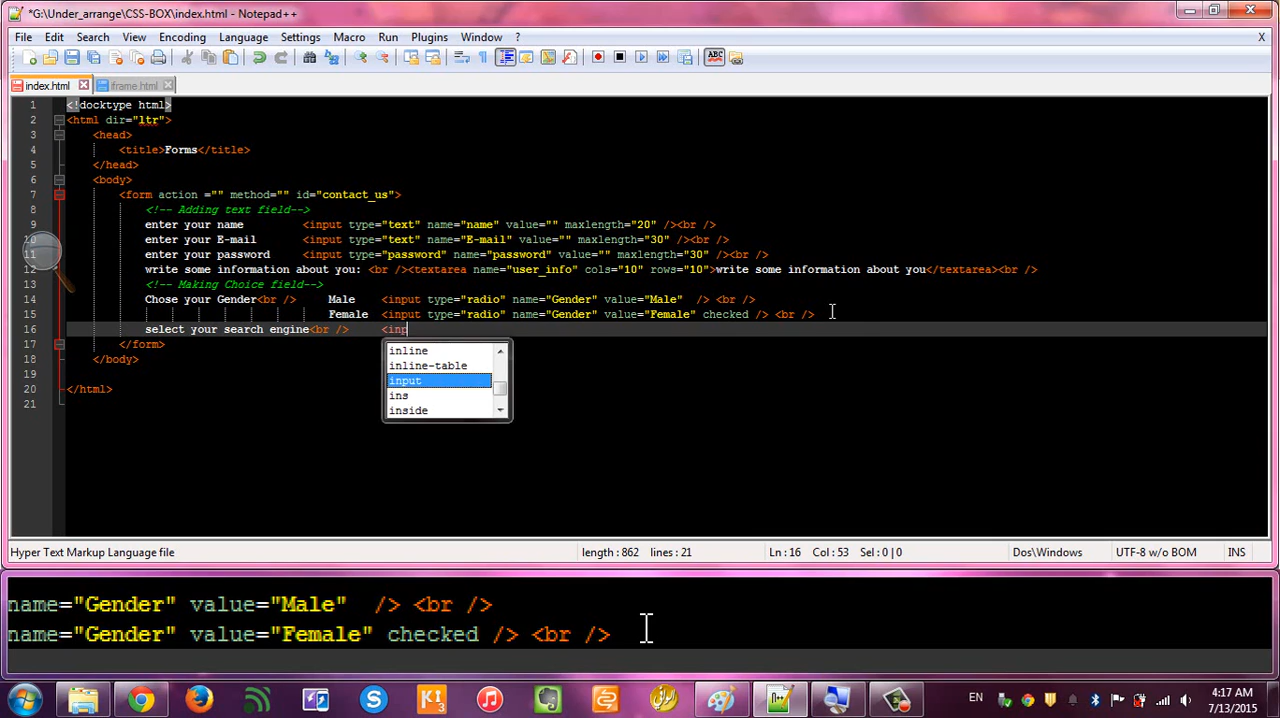 *G:\Under_arrange\CSS-BOX\index.html - Notepad++
File Edit Search View Encoding Language Settings Macro Run Plugins Window ? X
ABC
index.html frame.html
1 <!docktype html>
2 <html dir="ltr">
3 <head>
4 <title>Forms</title>
5 </head>
6 <body>
7 <form action ="" method="" id="contact_us">
8 <!-- Adding text field-->
9 enter your name <input type="text" name="name" value="" maxlength="20" /><br />
10 enter your E-mail <input type="text" name="E-mail" value="" maxlength="30" /><br />
11 enter your password <input type="password" name="password" value="" maxlength="30" /><br />
12 write some information about you: <br /><textarea name="user_info" cols="10" rows="10">write some information about you</textarea><br />
13 <!-- Making Choice field-->
14 Chose your Gender<br /> Male <input type="radio" name="Gender" value="Male" /> <br />
15 Female <input type="radio" name="Gender" value="Female" checked /> <br />
16 select your search engine<br /> <inp
17 </form>
18 </body>
19
20 </html>
21
inline
inline-table
input
ins
inside
Hyper Text Markup Language file length : 862 lines : 21 Ln : 16 Col : 53 Sel : 0 | 0 Dos\Windows UTF-8 w/o BOM INS
name="Gender" value="Male" /> <br />
name="Gender" value="Female" checked /> <br />
EN 4:17 AM
7/13/2015